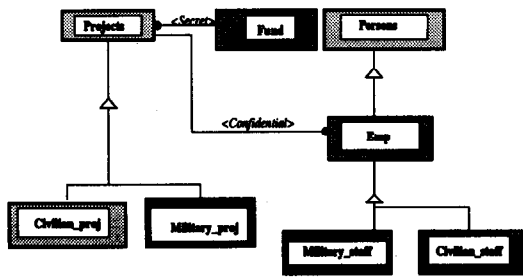 Projects
<Secret>
Fund
Persons
<Confidential>
Emp
Civilian_proj
Military_proj
Military_staff
Civilian_staff